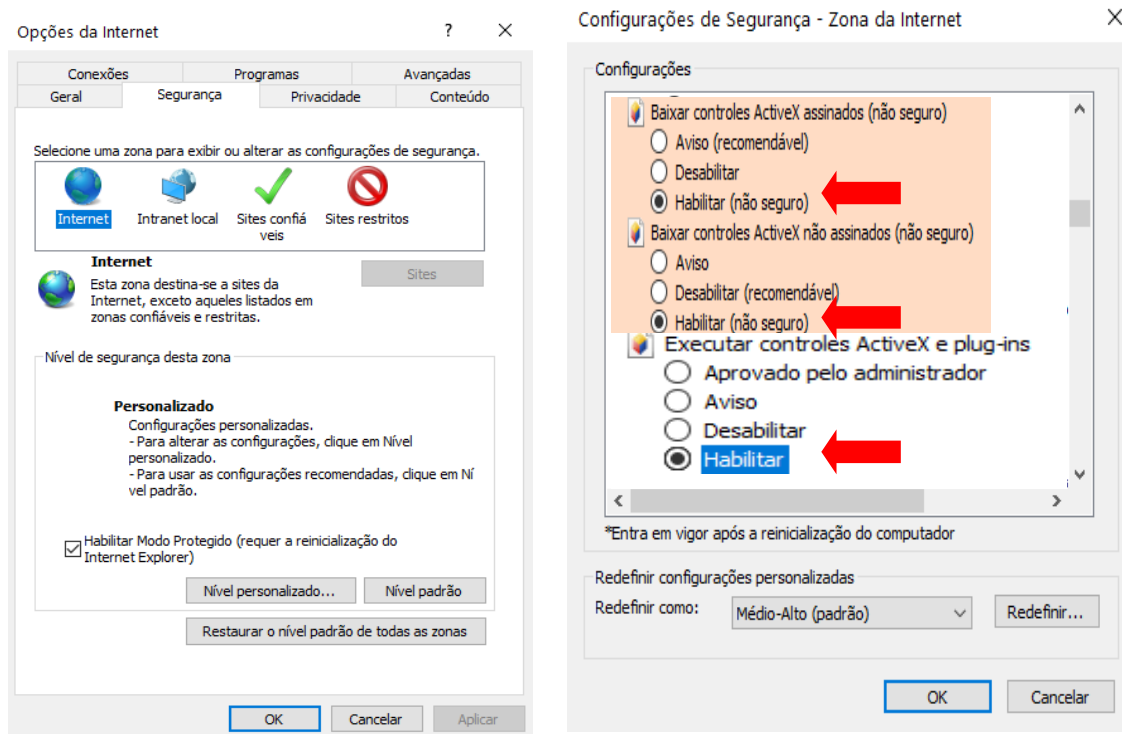 Opções da Internet
?
Conexões
Programas
Avançadas
Geral
Segurança
Privacidade
Conteúdo
Selecione uma zona para exibir ou alterar as configurações de segurança.
Internet
Intranet local
Sites confiá
veis
Sites restritos
Internet
Esta zona destina-se a sites da
Internet, exceto aqueles listados em
zonas confiáveis e restritas.
Sites
Nível de segurança desta zona
Personalizado
Configurações personalizadas.
- Para alterar as configurações, clique em Nível
personalizado.
- Para usar as configurações recomendadas, clique em Ní
vel padrão.
Habilitar Modo Protegido (requer a reinicialização do
Internet Explorer)
Nível personalizado...
Nível padrão
Restaurar o nível padrão de todas as zonas
OK
Cancelar
Aplicar
Configurações de Segurança - Zona da Internet
Configurações
Baixar controles ActiveX assinados (não seguro)
Aviso (recomendável)
Desabilitar
Habilitar (não seguro)
Baixar controles ActiveX não assinados (não seguro)
Aviso
Desabilitar (recomendável)
Habilitar (não seguro)
Executar controles ActiveX e plug-ins
Aprovado pelo administrador
Aviso
Desabilitar
Habilitar
*Entra em vigor após a reinicialização do computador
Redefinir configurações personalizadas
Redefinir como:
Médio-Alto (padrão)
Redefinir...
OK
Cancelar